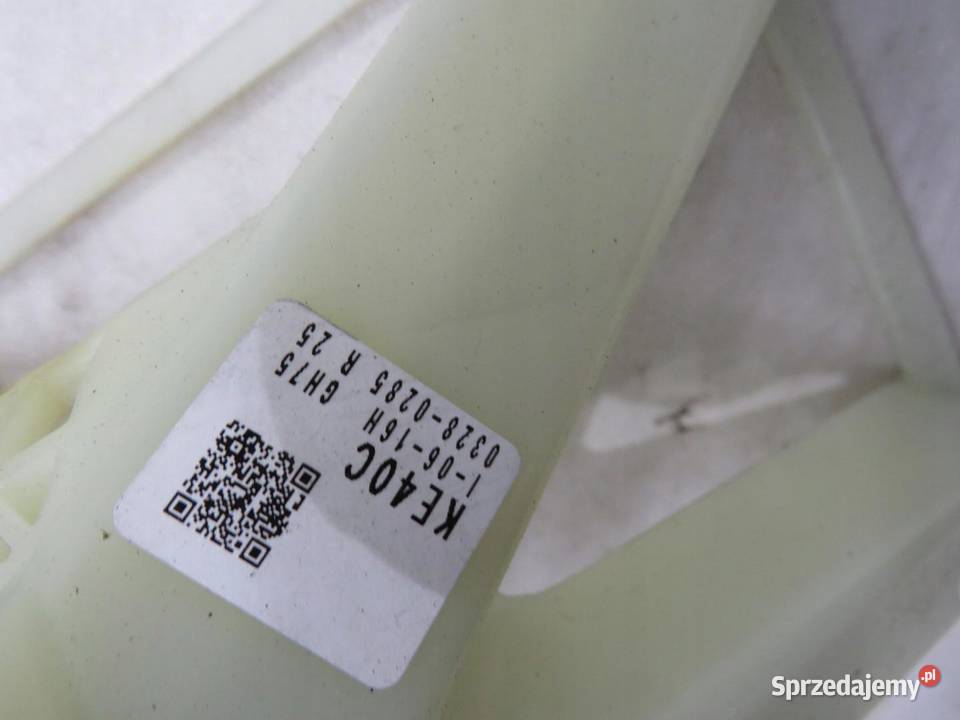 KE40C
1-06-16H GH75
0328-0285 R 25
Sprzedajemy.pl